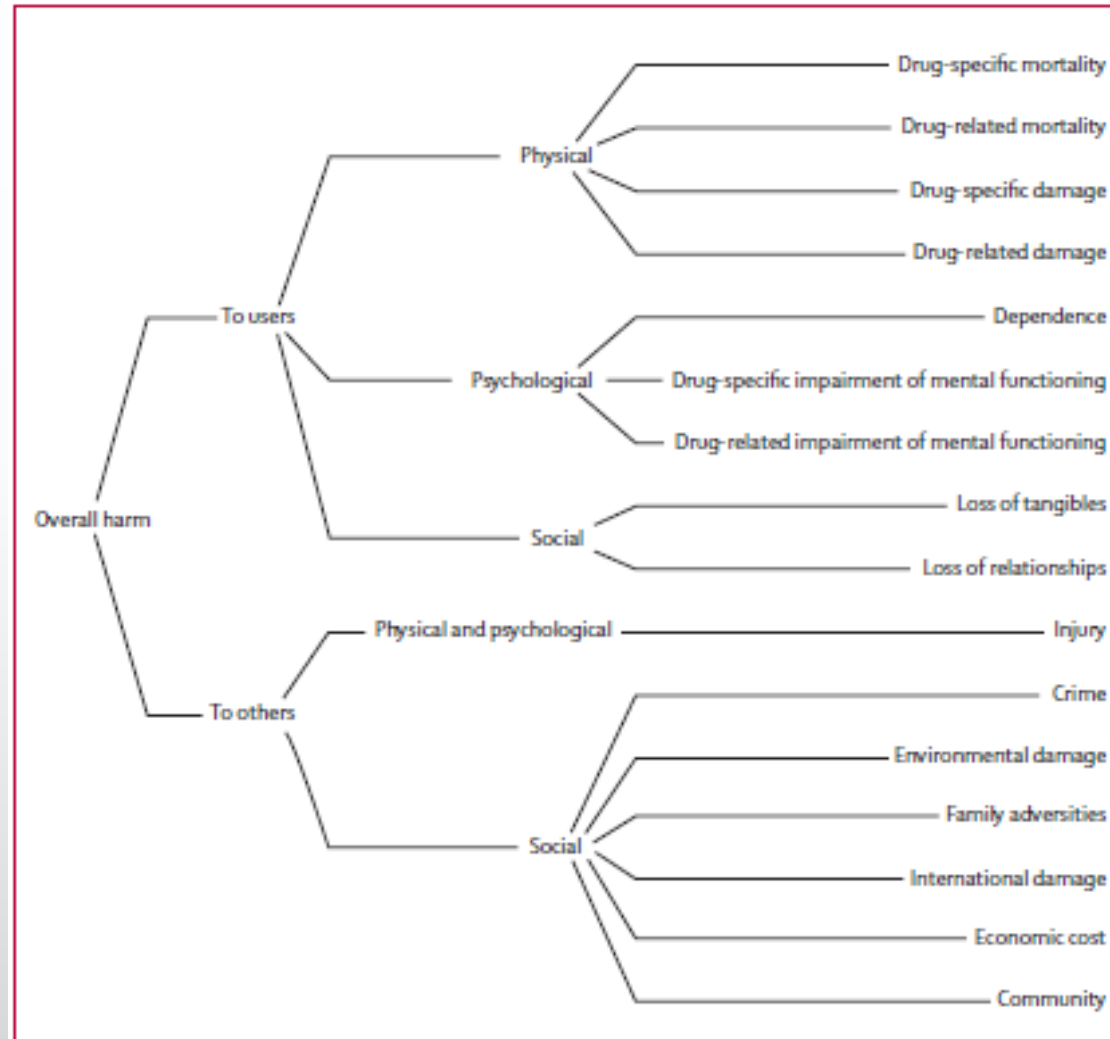 Drug-specific mortality
Drug-related mortality
Physical
Drug-specific damage
Drug-related damage
To users
Dependence
Psychological
Drug-specific impairment of mental functioning
Drug-related impairment of mental functioning
Overall harm
Loss of tangibles
Social
Loss of relationships
Physical and psychological
Injury
To others
Crime
Environmental damage
Family adversities
Social
International damage
Economic cost
Community